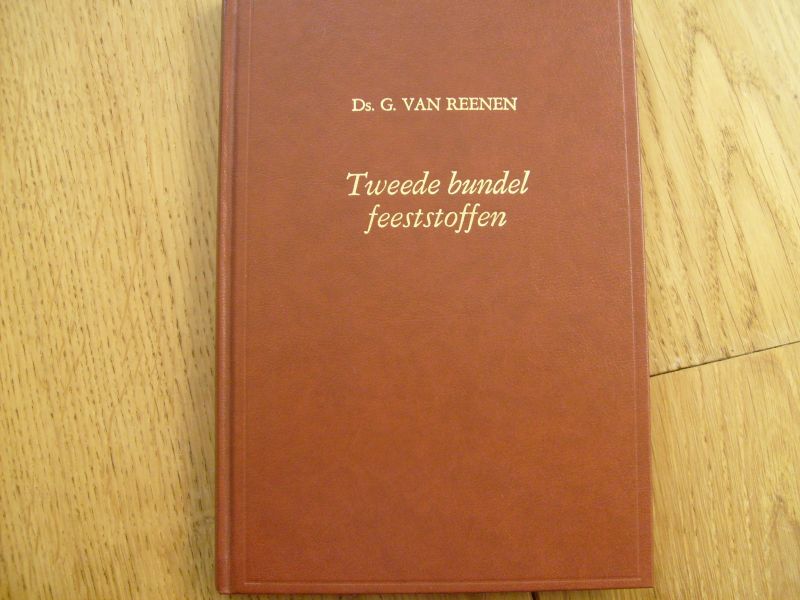 Ds. G. VAN REENEN
Tweede bundel
feeststoffen